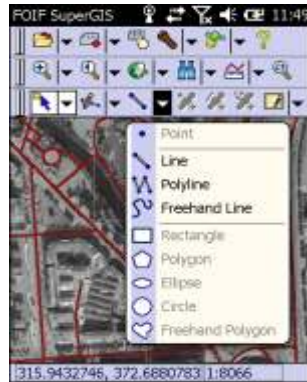 FOIF SuperGIS 11:49
Point
Line
Polyline
Freehand Line
Rectangle
Polygon
Ellipse
Circle
Freehand Polygon
315.9432746, 372.6880783 1:8066